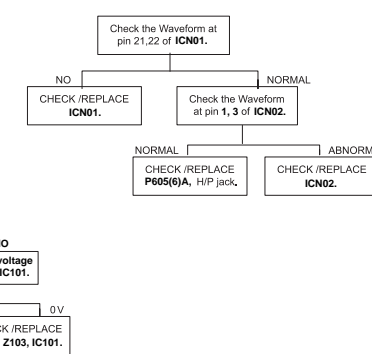 Check the Waveform at
pin 21,22 of ICN01.
NO
NORMAL
CHECK /REPLACE
ICN01.
Check the Waveform
at pin 1, 3 of ICN02.
NORMAL
ABNORM
CHECK /REPLACE
P605(6)A, H/P jack.
CHECK /REPLACE
ICN02.
O
voltage
IC101.
0 V
CK /REPLACE
Z103, IC101.